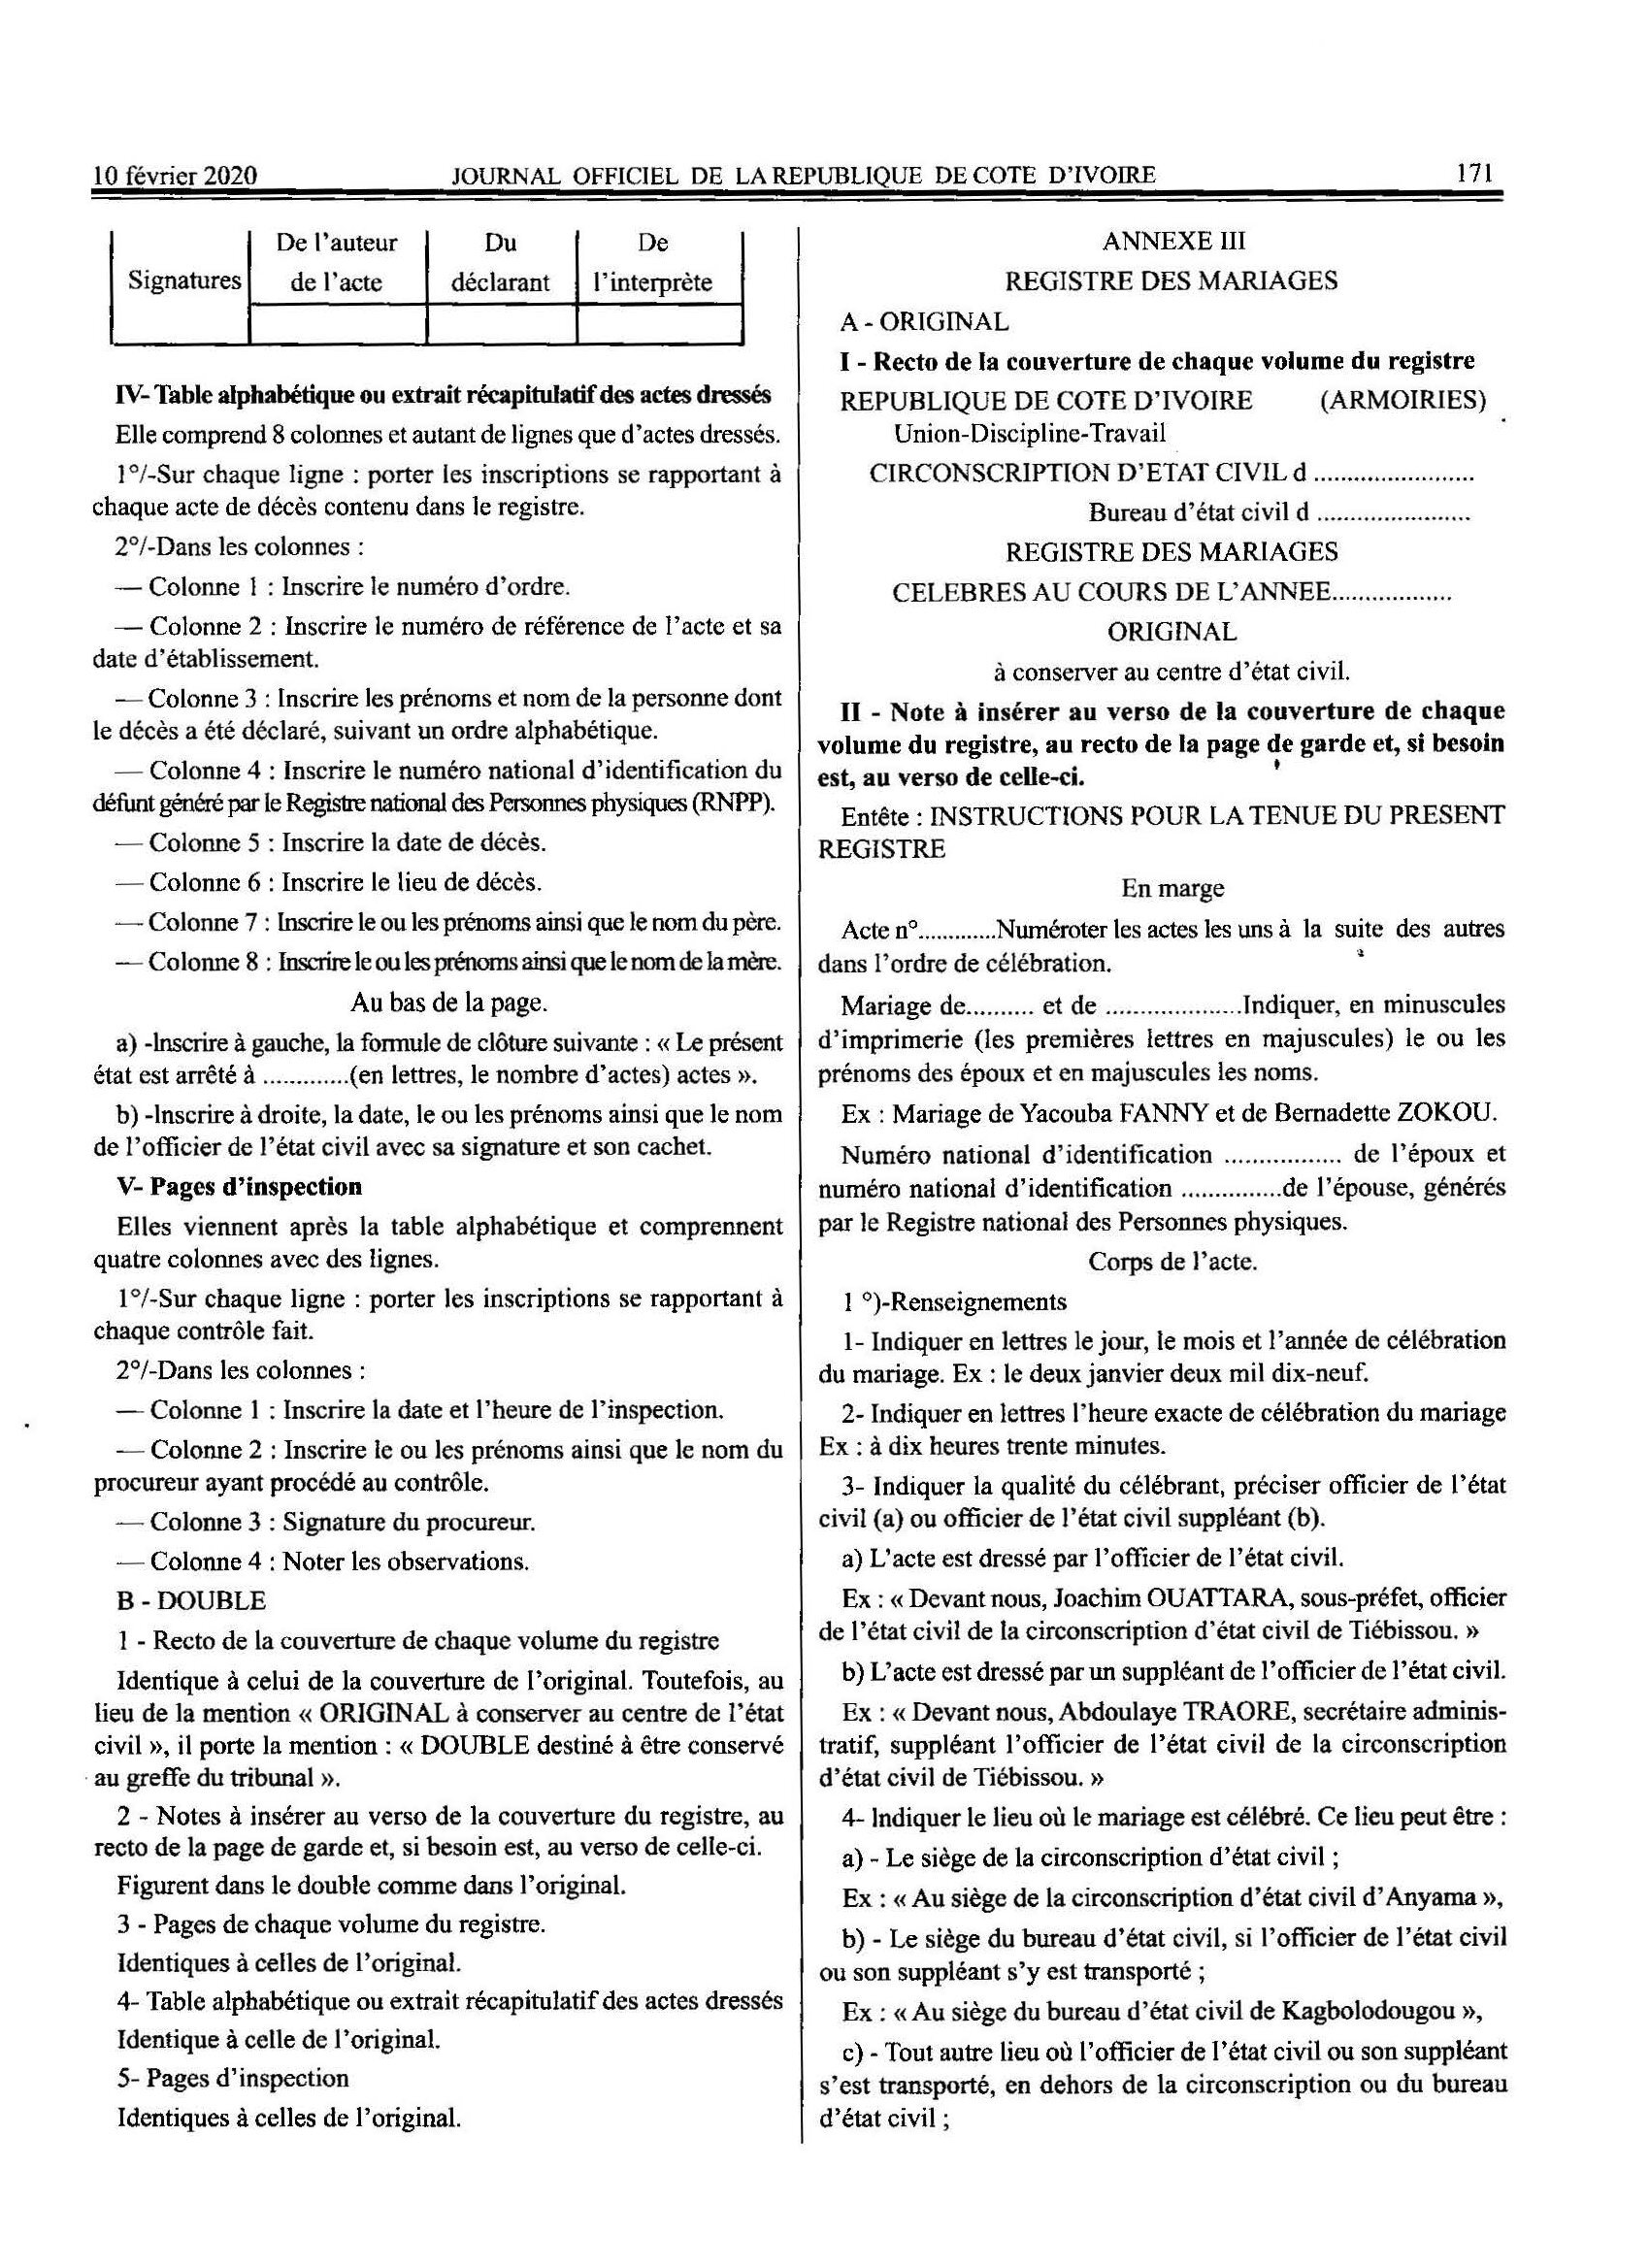 10 février 2020
JOURNAL OFFICIEL DE LA REPUBLIQUE DE COTE D'IVOIRE
171
De l'auteur Du De
Signatures de l'acte déclarant l'interprète
IV- Table alphabétique ou extrait récapitulatif des actes dressés
Elle comprend 8 colonnes et autant de lignes que d'actes dressés.
1°/-Sur chaque ligne : porter les inscriptions se rapportant à
chaque acte de décès contenu dans le registre.
2°/-Dans les colonnes :
— Colonne 1 : Inscrire le numéro d'ordre.
— Colonne 2 : Inscrire le numéro de référence de l'acte et sa
date d'établissement.
— Colonne 3 : Inscrire les prénoms et nom de la personne dont
le décès a été déclaré, suivant un ordre alphabétique.
— Colonne 4 : Inscrire le numéro national d'identification du
défunt généré par le Registre national des Personnes physiques (RNPP).
— Colonne 5 : Inscrire la date de décès.
— Colonne 6 : Inscrire le lieu de décès.
— Colonne 7 : Inscrire le ou les prénoms ainsi que le nom du père.
— Colonne 8 : Inscrire le ou les prénoms ainsi que le nom de la mère.
Au bas de la page.
a) -Inscrire à gauche, la formule de clôture suivante : « Le présent
état est arrêté à .............(en lettres, le nombre d'actes) actes ».
b) -Inscrire à droite, la date, le ou les prénoms ainsi que le nom
de l'officier de l'état civil avec sa signature et son cachet.
V- Pages d'inspection
Elles viennent après la table alphabétique et comprennent
quatre colonnes avec des lignes.
1°/-Sur chaque ligne : porter les inscriptions se rapportant à
chaque contrôle fait.
2°/-Dans les colonnes :
— Colonne 1 : Inscrire la date et l'heure de l'inspection.
— Colonne 2 : Inscrire le ou les prénoms ainsi que le nom du
procureur ayant procédé au contrôle.
— Colonne 3 : Signature du procureur.
— Colonne 4 : Noter les observations.
B - DOUBLE
1 - Recto de la couverture de chaque volume du registre
Identique à celui de la couverture de l'original. Toutefois, au
lieu de la mention « ORIGINAL à conserver au centre de l'état
civil », il porte la mention : « DOUBLE destiné à être conservé
au greffe du tribunal ».
2 - Notes à insérer au verso de la couverture du registre, au
recto de la page de garde et, si besoin est, au verso de celle-ci.
Figurent dans le double comme dans l'original.
3 - Pages de chaque volume du registre.
Identiques à celles de l'original.
4- Table alphabétique ou extrait récapitulatif des actes dressés
Identique à celle de l'original.
5- Pages d'inspection
Identiques à celles de l'original.
ANNEXE III
REGISTRE DES MARIAGES
A - ORIGINAL
I - Recto de la couverture de chaque volume du registre
REPUBLIQUE DE COTE D'IVOIRE (ARMOIRIES)
Union-Discipline-Travail
CIRCONSCRIPTION D'ETAT CIVIL d ........................
Bureau d'état civil d .......................
REGISTRE DES MARIAGES
CELEBRES AU COURS DE L'ANNEE..................
ORIGINAL
à conserver au centre d'état civil.
II - Note à insérer au verso de la couverture de chaque
volume du registre, au recto de la page de garde et, si besoin
est, au verso de celle-ci.
Entête : INSTRUCTIONS POUR LA TENUE DU PRESENT
REGISTRE
En marge
Acte n°............Numéroter les actes les uns à la suite des autres
dans l'ordre de célébration.
Mariage de.......... et de ....................Indiquer, en minuscules
d'imprimerie (les premières lettres en majuscules) le ou les
prénoms des époux et en majuscules les noms.
Ex : Mariage de Yacouba FANNY et de Bernadette ZOKOU.
Numéro national d'identification ................. de l'époux et
numéro national d'identification ...............de l'épouse, générés
par le Registre national des Personnes physiques.
Corps de l'acte.
1 °)-Renseignements
1- Indiquer en lettres le jour, le mois et l'année de célébration
du mariage. Ex : le deux janvier deux mil dix-neuf.
2- Indiquer en lettres l'heure exacte de célébration du mariage
Ex : à dix heures trente minutes.
3- Indiquer la qualité du célébrant, préciser officier de l'état
civil (a) ou officier de l'état civil suppléant (b).
a) L'acte est dressé par l'officier de l'état civil.
Ex : « Devant nous, Joachim OUATTARA, sous-préfet, officier
de l'état civil de la circonscription d'état civil de Tiébissou. »
b) L'acte est dressé par un suppléant de l'officier de l'état civil.
Ex : « Devant nous, Abdoulaye TRAORE, secrétaire adminis-
tratif, suppléant l'officier de l'état civil de la circonscription
d'état civil de Tiébissou. »
4- Indiquer le lieu où le mariage est célébré. Ce lieu peut être :
a) - Le siège de la circonscription d'état civil ;
Ex : « Au siège de la circonscription d'état civil d'Anyama »,
b) - Le siège du bureau d'état civil, si l'officier de l'état civil
ou son suppléant s'y est transporté ;
Ex : « Au siège du bureau d'état civil de Kagbolodougou »,
c) - Tout autre lieu où l'officier de l'état civil ou son suppléant
s'est transporté, en dehors de la circonscription ou du bureau
d'état civil ;